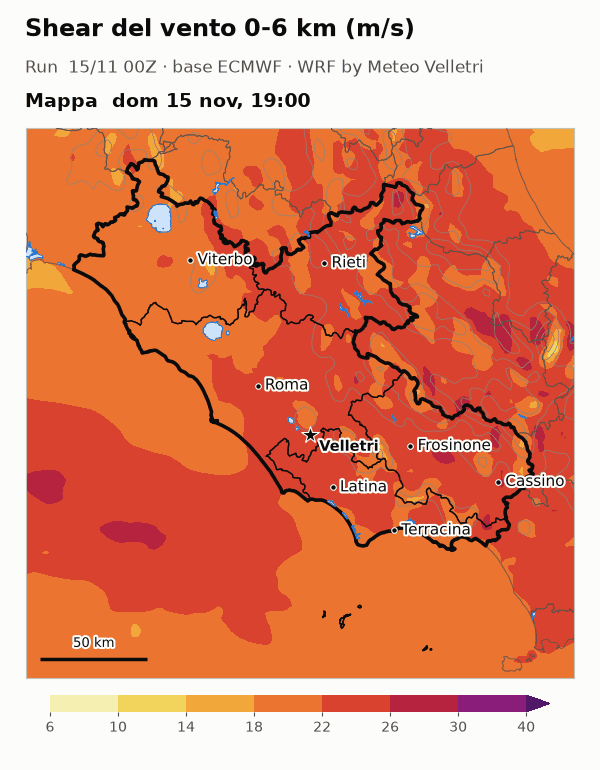 Shear del vento 0-6 km (m/s)
Run  15/11 00Z · base ECMWF · WRF by Meteo Velletri
Mappa  dom 15 nov, 19:00
Viterbo
Rieti
Roma
Velletri
Frosinone
Latina
Cassino
Terracina
50 km
6 10 14 18 22 26 30 40